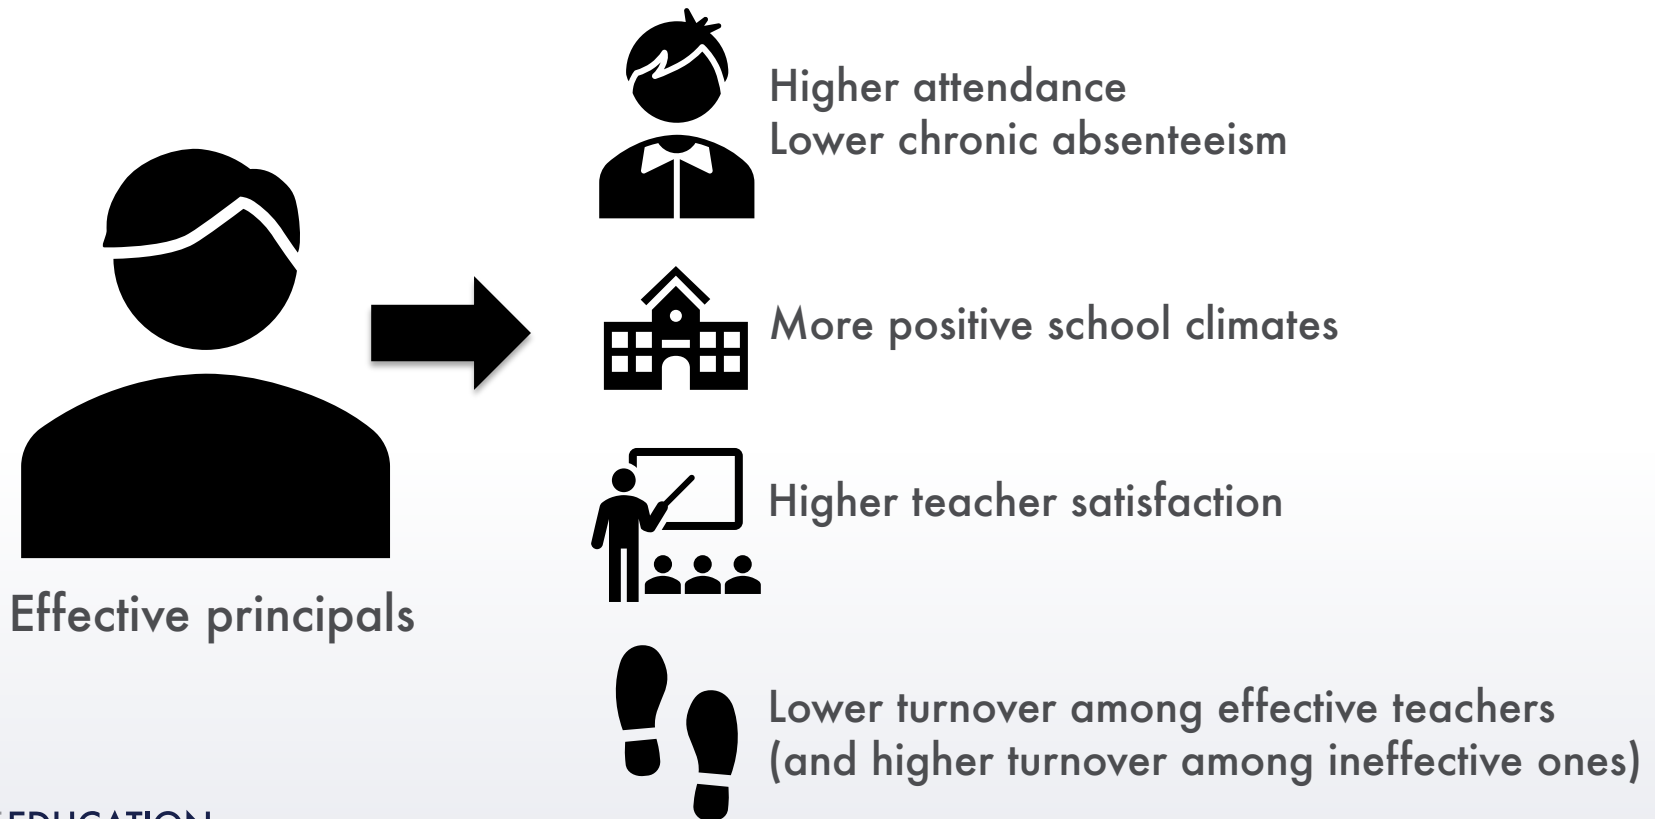 Higher attendance
Lower chronic absenteeism
More positive school climates
Higher teacher satisfaction
Effective principals
Lower turnover among effective teachers
(and higher turnover among ineffective ones)
EDUCATION